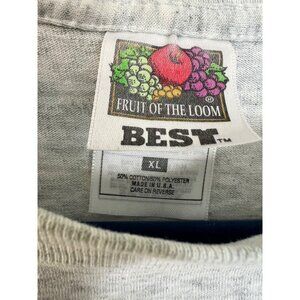 FRUIT OF THE LOOM ®
BEST™
XL
50% COTTON/50% POLYESTER
MADE IN U.S.A.
CARE ON REVERSE